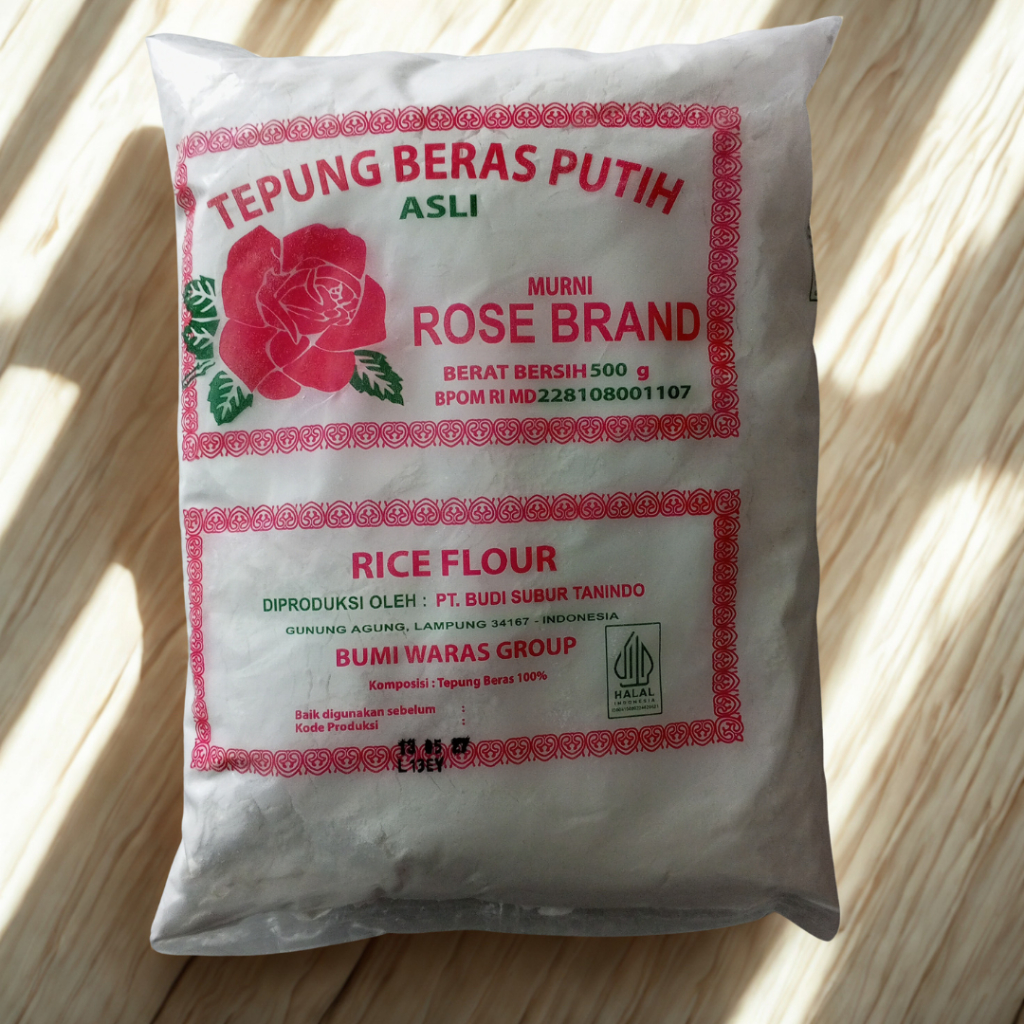 TEPUNG BERAS PUTIH
ASLI
MURNI
ROSE BRAND
BERAT BERSIH 500 g
BPOM RI MD 228108001107
RICE FLOUR
DIPRODUKSI OLEH : PT. BUDI SUBUR TANINDO
GUNUNG AGUNG, LAMPUNG 34167 - INDONESIA
BUMI WARAS GROUP
Komposisi : Tepung Beras 100%
HALAL
INDONESIA
Baik digunakan sebelum :
Kode Produksi :